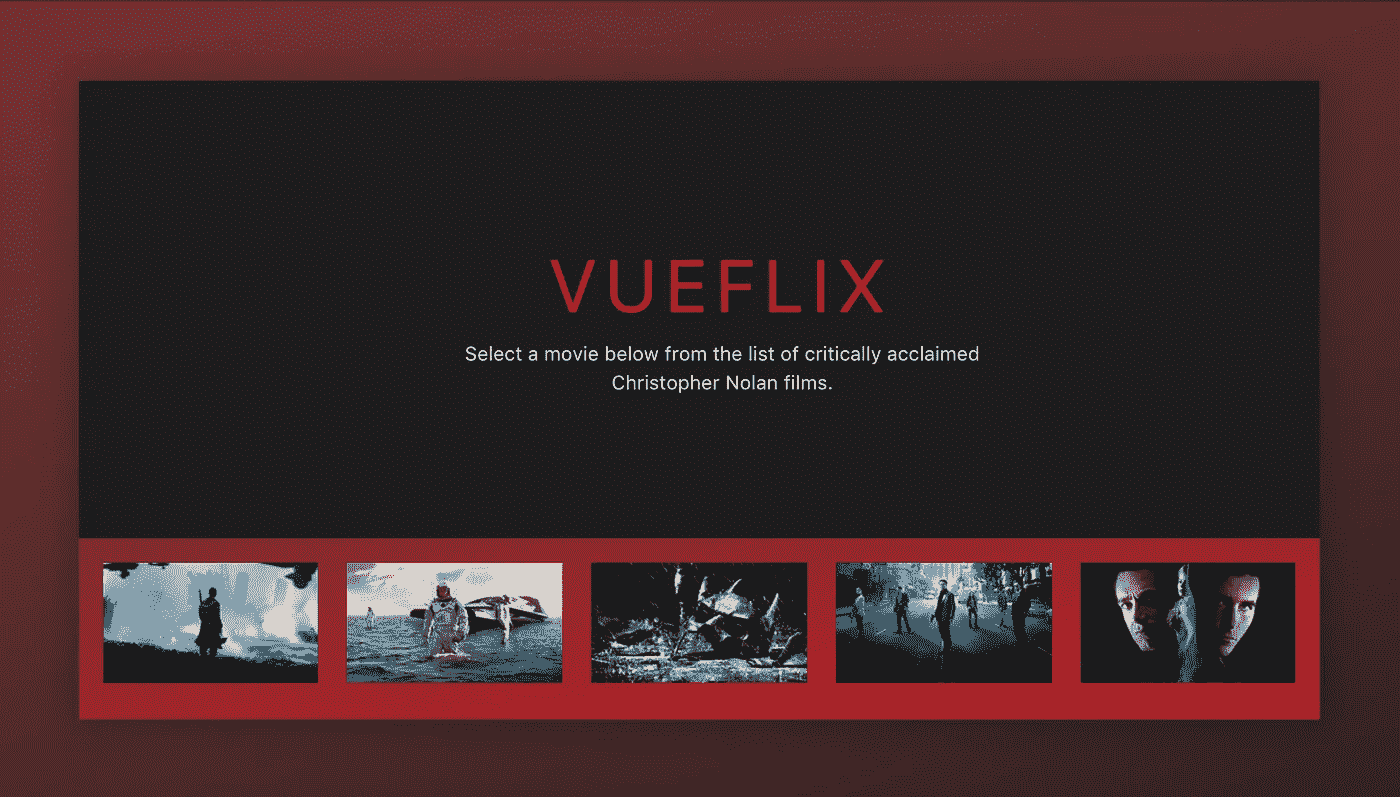 VUEFLIX
Select a movie below from the list of critically acclaimed
Christopher Nolan films.